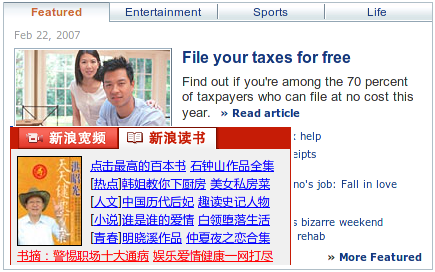 Featured Entertainment Sports Life
Feb 22, 2007
File your taxes for free
Find out if you're among the 70 percent
of taxpayers who can file at no cost this
year. » Read article
: help
eipts
no's job: Fall in love
s bizarre weekend
rehab
» More Featured
新浪宽频 新浪读书
洪昭光
天天健康
点击最高的百本书 石钟山作品全集
[热点]韩姐教你下厨房 美女私房菜
[人文]中国历代后妃 趣读史记人物
[小说]谁是谁的爱情 白领堕落生活
[青春]明晓溪作品 仲夏夜之恋合集
书摘：警惕职场十大通病 娱乐爱情健康一网打尽